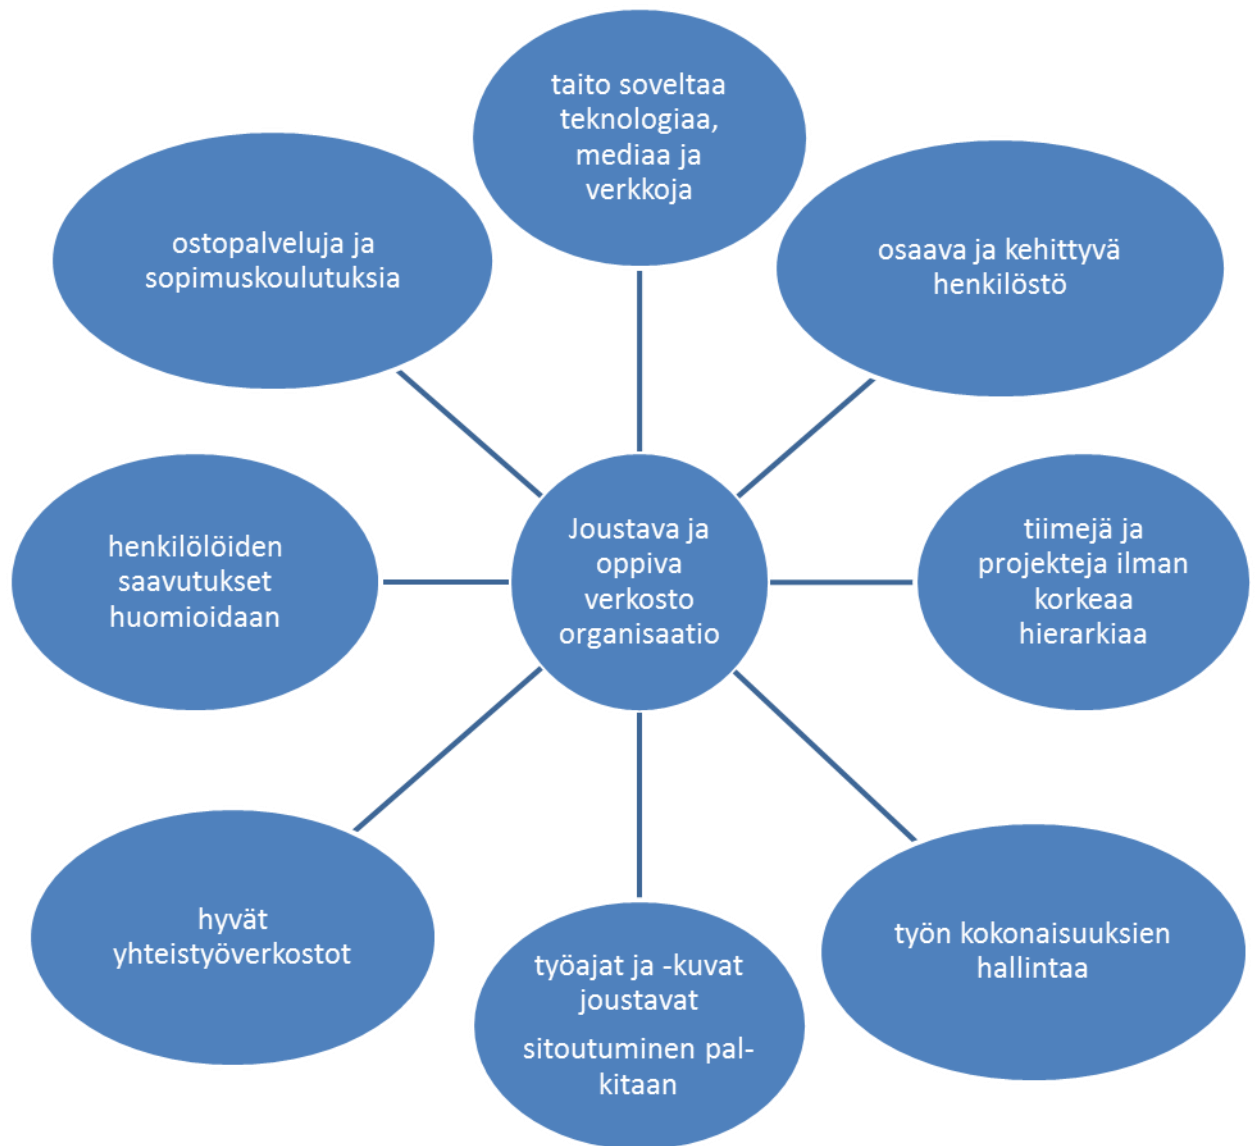 taito soveltaa
teknologiaa,
mediaa ja
verkkoja
ostopalveluja ja
sopimuskoulutuksia
osaava ja kehittyvä
henkilöstö
henkilölöiden
saavutukset
huomioidaan
Joustava ja
oppiva
verkosto
organisaatio
tiimejä ja
projekteja ilman
korkeaa
hierarkiaa
hyvät
yhteistyöverkostot
työajat ja -kuvat
joustavat
sitoutuminen pal-
kitaan
työn kokonaisuuksien
hallintaa